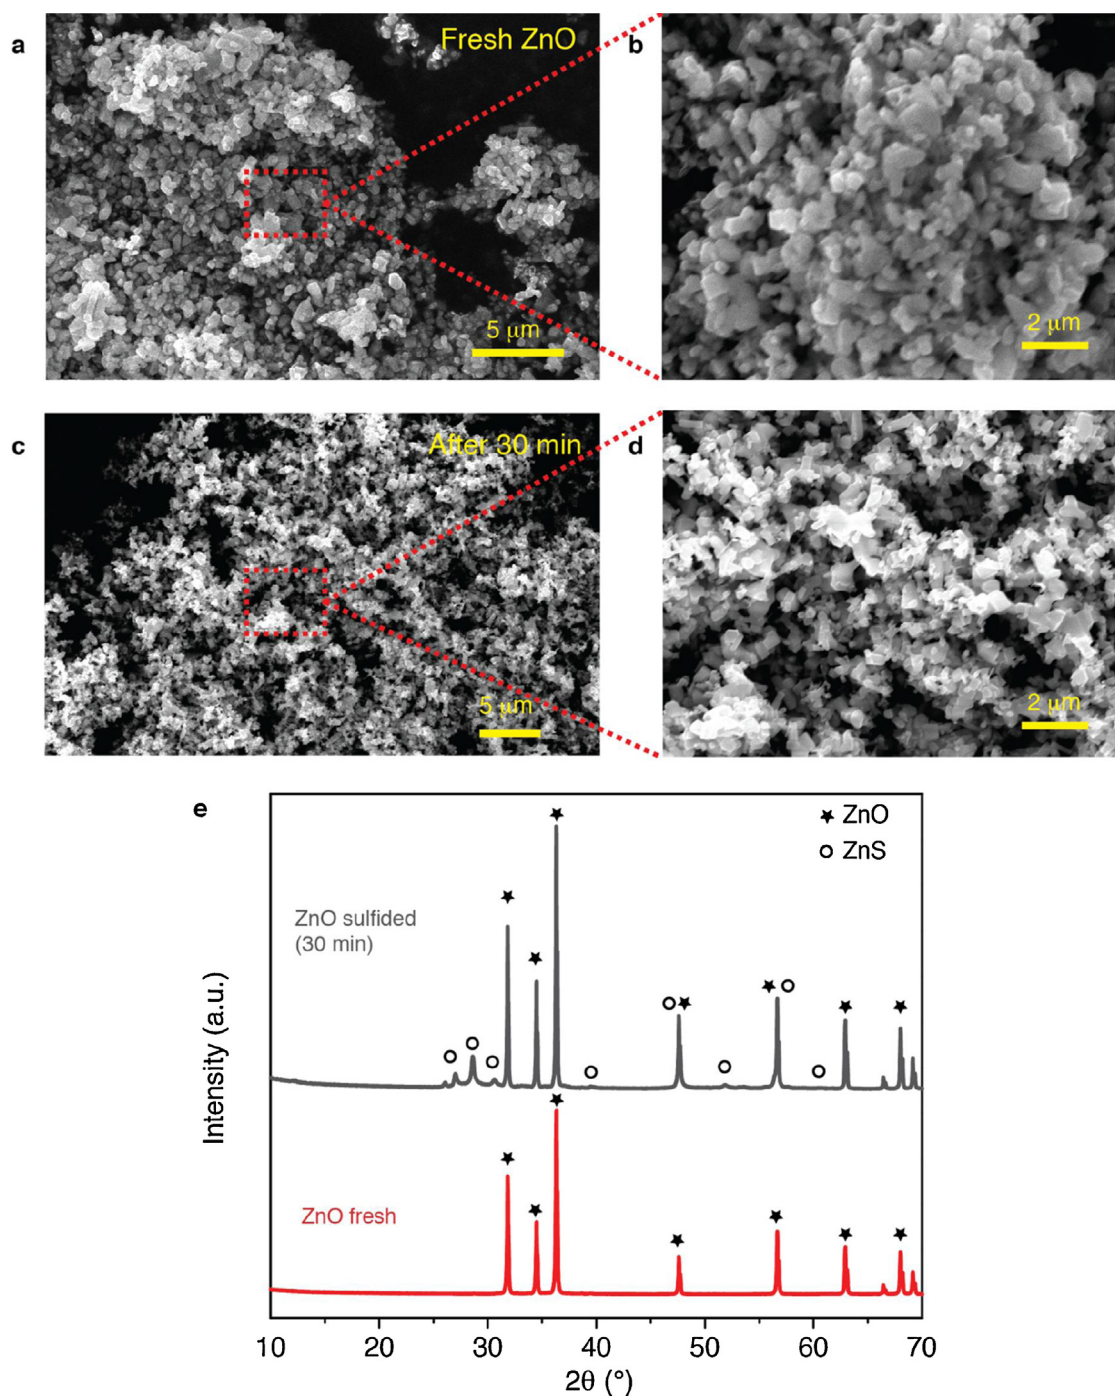 a
Fresh ZnO
5 μm
b
2 μm
c
After 30 min
5 μm
d
2 μm
e
ZnO
ZnS
ZnO sulfided
(30 min)
ZnO fresh
Intensity (a.u.)
10 20 30 40 50 60 70
2θ (°)